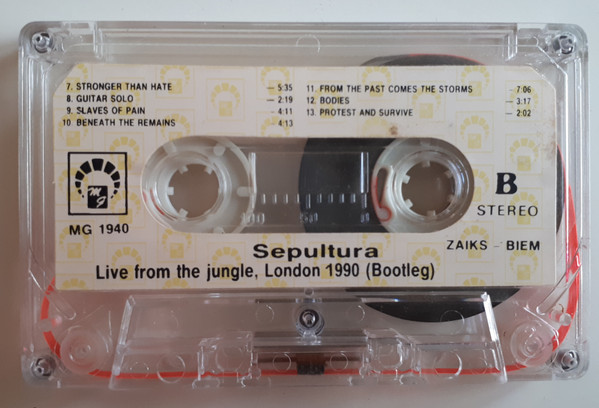 7. STRONGER THAN HATE — 5:35
8. GUITAR SOLO — 2:19
9. SLAVES OF PAIN — 4:11
10. BENEATH THE REMAINS 4:13
11. FROM THE PAST COMES THE STORMS — 7:06
12. BODIES — 3:17
13. PROTEST AND SURVIVE — 2:02
MG
MG 1940
B
STEREO
ZAIKS - BIEM
Sepultura
Live from the jungle, London 1990 (Bootleg)